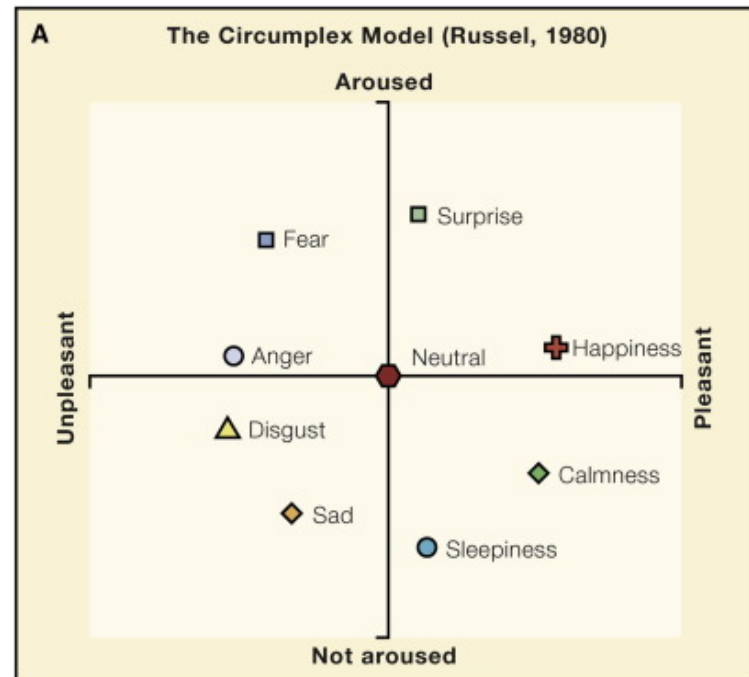 A
The Circumplex Model (Russel, 1980)
Aroused
Surprise
Fear
Unpleasant
Anger
Neutral
Happiness
Pleasant
Disgust
Calmness
Sad
Sleepiness
Not aroused